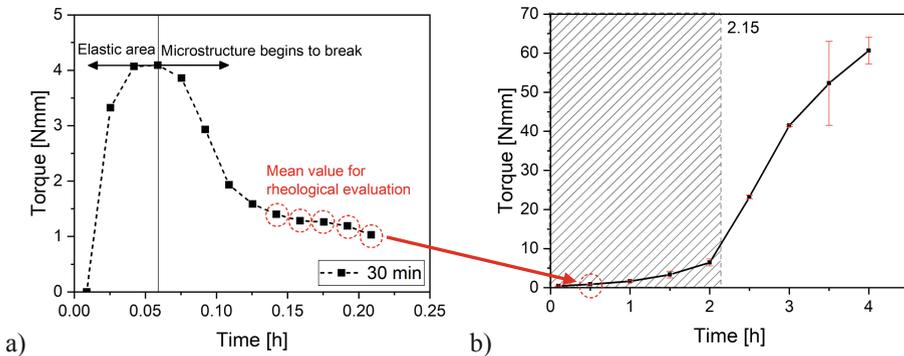 Elastic area
Microstructure begins to break
Mean value for
rheological evaluation
30 min
Torque [Nmm]
0
1
2
3
4
5
0.00
0.05
0.10
0.15
0.20
0.25
Time [h]
a)
2.15
Torque [Nmm]
0
10
20
30
40
50
60
70
0
1
2
3
4
Time [h]
b)